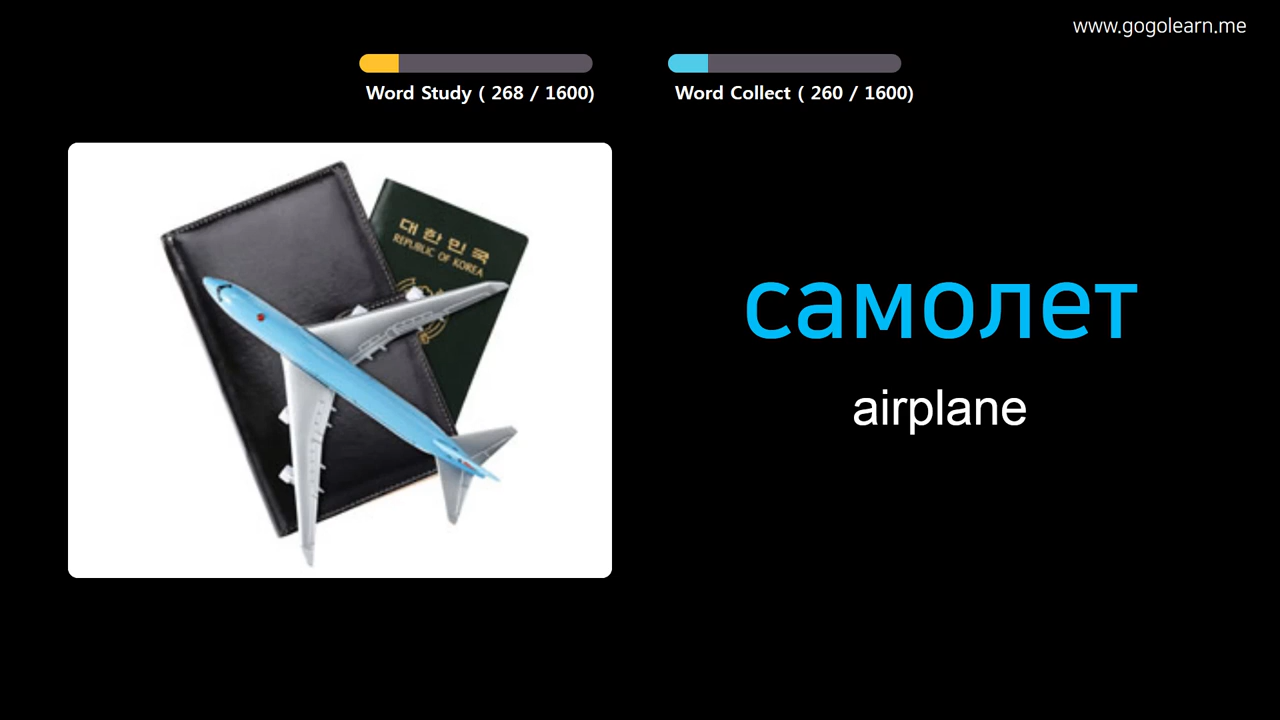 www.gogolearn.me
Word Study ( 268 / 1600)
Word Collect ( 260 / 1600)
대한민국
REPUBLIC OF KOREA
самолет
airplane